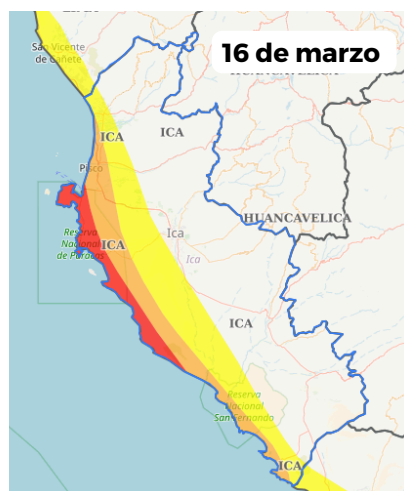 16 de marzo
San Vicente
de Cañete
HUANCAVELICA
ICA
ICA
Pisco
HUANCAVELICA
Reserva
Nacional
de Paracas
ICA
Ica
Ica
ICA
Reserva
Nacional
San Fernando
ICA